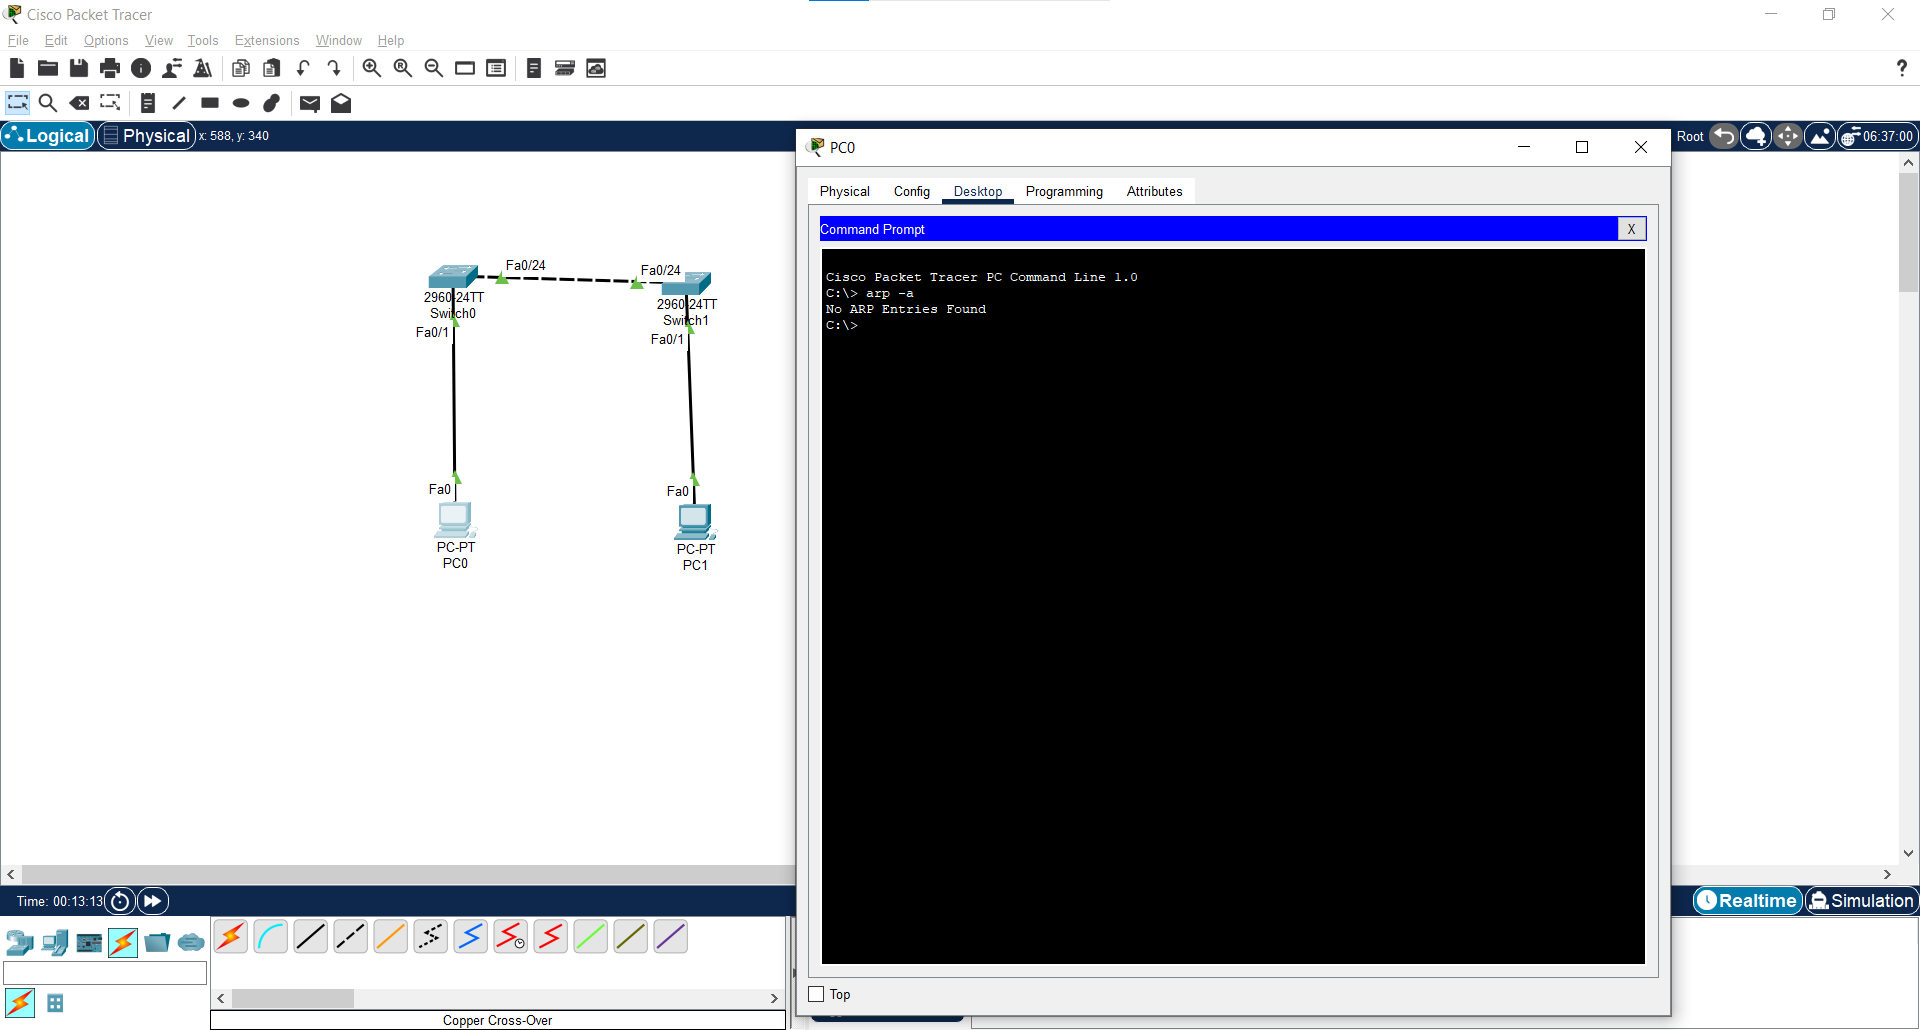 Cisco Packet Tracer
File Edit Options View Tools Extensions Window Help
?
Logical Physical x: 588, y: 340
Root 06:37:00
PC0
Physical Config Desktop Programming Attributes
Command Prompt X
Cisco Packet Tracer PC Command Line 1.0
C:\> arp -a
No ARP Entries Found
C:\>
Fa0/24 Fa0/24
2960-24TT
Switch0
Fa0/1
2960-24TT
Switch1
Fa0/1
Fa0
PC-PT
PC0
Fa0
PC-PT
PC1
Time: 00:13:13
Realtime Simulation
Top
Copper Cross-Over